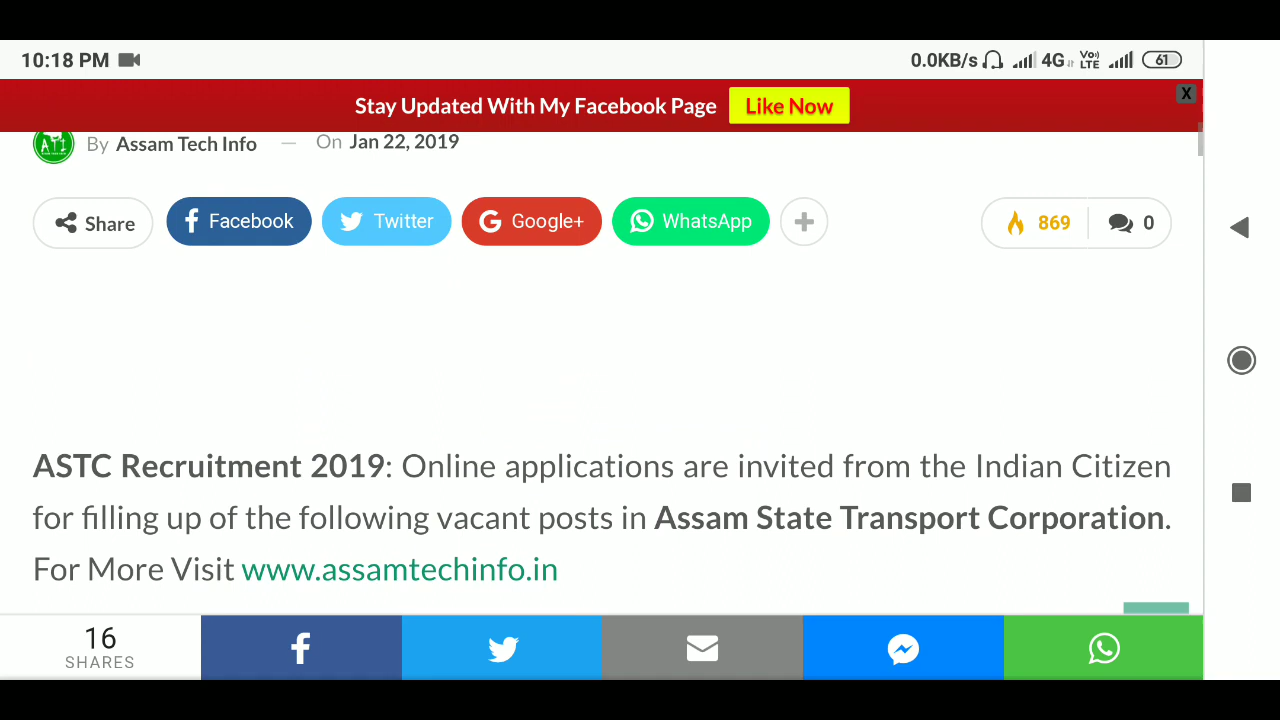 10:18 PM 0.0KB/s 4G VoLTE 61
Stay Updated With My Facebook Page Like Now X
ATI By Assam Tech Info — On Jan 22, 2019
Share Facebook Twitter Google+ WhatsApp 869 0
ASTC Recruitment 2019: Online applications are invited from the Indian Citizen
for filling up of the following vacant posts in Assam State Transport Corporation.
For More Visit www.assamtechinfo.in
16
SHARES